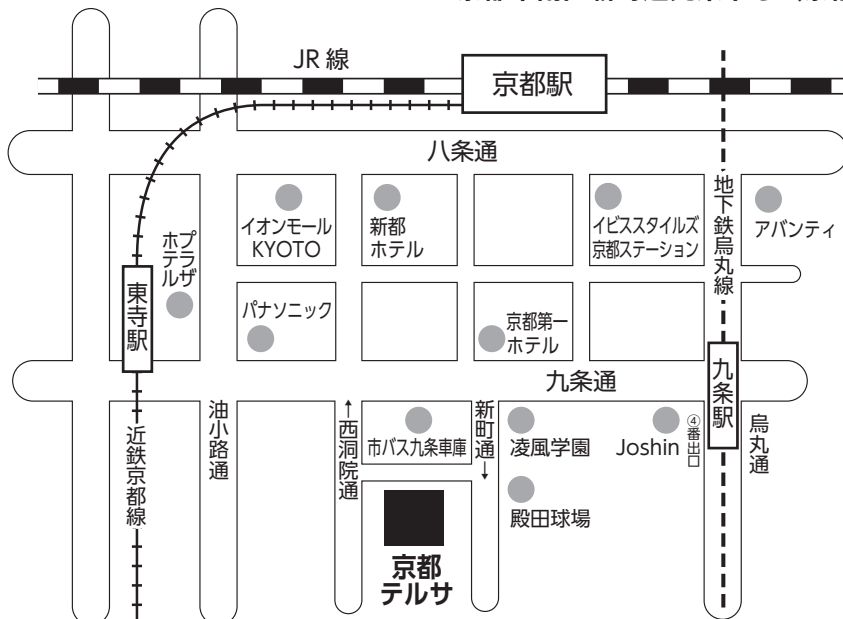 JR 線
京都駅
八条通
イオンモール
KYOTO
新都
ホテル
イビススタイルズ
京都ステーション
地下鉄烏丸線
アバンティ
プラザ
ホテル
東寺駅
パナソニック
京都第一
ホテル
九条通
九条駅
近鉄京都線
油小路通
↑西洞院通
市バス九条車庫
新町通↓
凌風学園
Joshin
④番出口
烏丸通
殿田球場
京都
テルサ